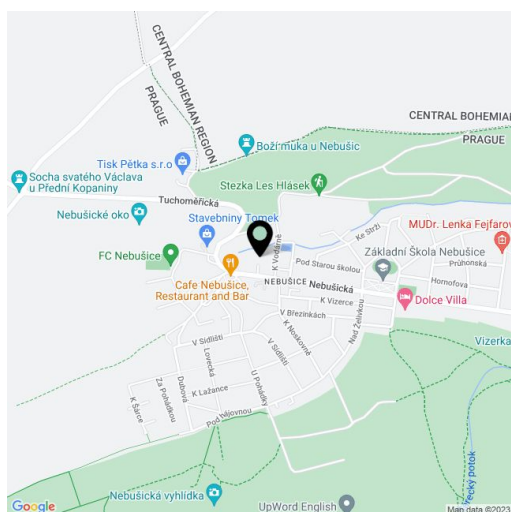 CENTRAL BOHEMIAN REGION
PRAGUE
CENTRAL BOHEMIAN
PRAGUE
Boží muka u Nebušic
Tisk Pětka s.r.o
Socha svatého Václava
u Přední Kopaniny
Stezka Les Hlásek
Tuchoměřická
Nebušické oko
Stavebniny Tomek
MUDr. Lenka Fejfarov
Ke Strži
K Vodárně
Základní Škola Nebušice
FC Nebušice
Pod Starou školou
Průhonská
Cafe Nebušice,
Restaurant and Bar
NEBUŠICE
Nebušická
Hornofova
K Vizerce
Dolce Villa
V Březinkách
Nad Želivkou
K Noskovně
Vizerka
V Sídlišti
V Sídlišti
Lovecká
U Pohádky
Za Pohádkou
Dubová
K Lažance
K Šárce
Pod Výjovnou
Nebušická vyhlídka
UpWord English
Google
Map data ©2023